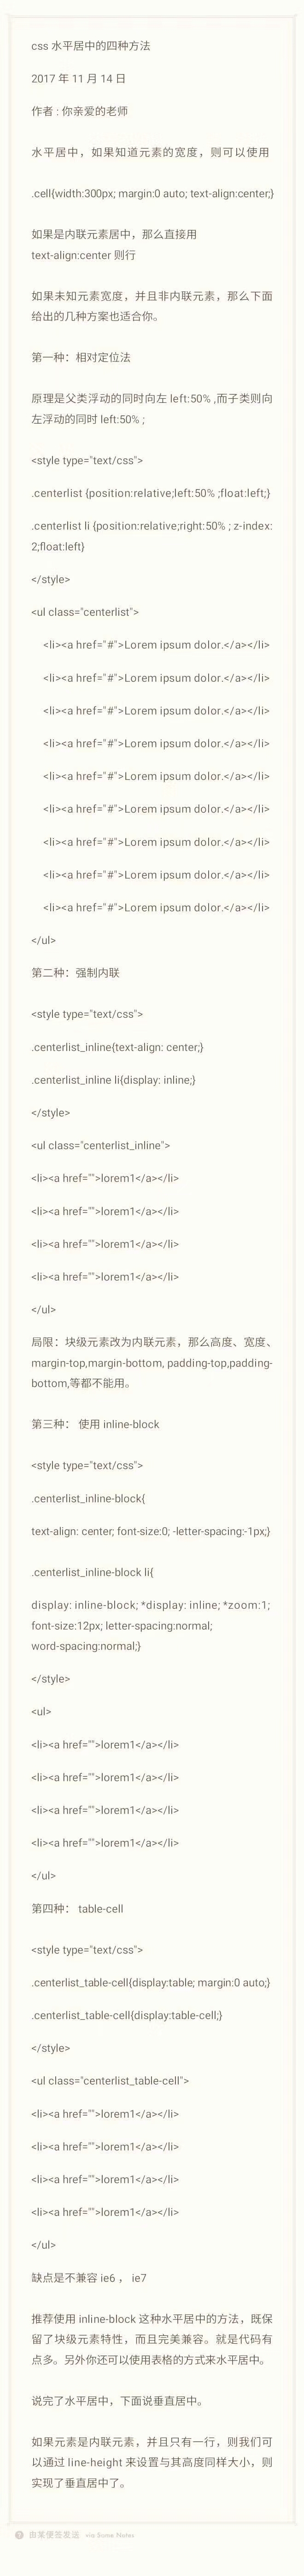 css 水平居中的四种方法
2017 年 11 月 14 日
作者 : 你亲爱的老师
水平居中，如果知道元素的宽度，则可以使用
.cell{width:300px; margin:0 auto; text-align:center;}
如果是内联元素居中，那么直接用
text-align:center 则行
如果未知元素宽度，并且非内联元素，那么下面
给出的几种方案也适合你。
第一种：相对定位法
原理是父类浮动的同时向左 left:50% ,而子类则向
左浮动的同时 left:50% ;
<style type="text/css">
.centerlist {position:relative;left:50% ;float:left;}
.centerlist li {position:relative;right:50% ; z-index:
2;float:left}
</style>
<ul class="centerlist">
<li><a href="#">Lorem ipsum dolor.</a></li>
<li><a href="#">Lorem ipsum dolor.</a></li>
<li><a href="#">Lorem ipsum dolor.</a></li>
<li><a href="#">Lorem ipsum dolor.</a></li>
<li><a href="#">Lorem ipsum dolor.</a></li>
<li><a href="#">Lorem ipsum dolor.</a></li>
<li><a href="#">Lorem ipsum dolor.</a></li>
<li><a href="#">Lorem ipsum dolor.</a></li>
<li><a href="#">Lorem ipsum dolor.</a></li>
</ul>
第二种：强制内联
<style type="text/css">
.centerlist_inline{text-align: center;}
.centerlist_inline li{display: inline;}
</style>
<ul class="centerlist_inline">
<li><a href="">lorem1</a></li>
<li><a href="">lorem1</a></li>
<li><a href="">lorem1</a></li>
<li><a href="">lorem1</a></li>
</ul>
局限：块级元素改为内联元素，那么高度、宽度、
margin-top,margin-bottom, padding-top,padding-
bottom,等都不能用。
第三种： 使用 inline-block
<style type="text/css">
.centerlist_inline-block{
text-align: center; font-size:0; -letter-spacing:-1px;}
.centerlist_inline-block li{
display: inline-block; *display: inline; *zoom:1;
font-size:12px; letter-spacing:normal;
word-spacing:normal;}
</style>
<ul>
<li><a href="">lorem1</a></li>
<li><a href="">lorem1</a></li>
<li><a href="">lorem1</a></li>
<li><a href="">lorem1</a></li>
</ul>
第四种： table-cell
<style type="text/css">
.centerlist_table-cell{display:table; margin:0 auto;}
.centerlist_table-cell{display:table-cell;}
</style>
<ul class="centerlist_table-cell">
<li><a href="">lorem1</a></li>
<li><a href="">lorem1</a></li>
<li><a href="">lorem1</a></li>
<li><a href="">lorem1</a></li>
</ul>
缺点是不兼容 ie6 ， ie7
推荐使用 inline-block 这种水平居中的方法，既保
留了块级元素特性，而且完美兼容。就是代码有
点多。另外你还可以使用表格的方式来水平居中。
说完了水平居中，下面说垂直居中。
如果元素是内联元素，并且只有一行，则我们可
以通过 line-height 来设置与其高度同样大小，则
实现了垂直居中了。
由某便签发送 via Some Notes